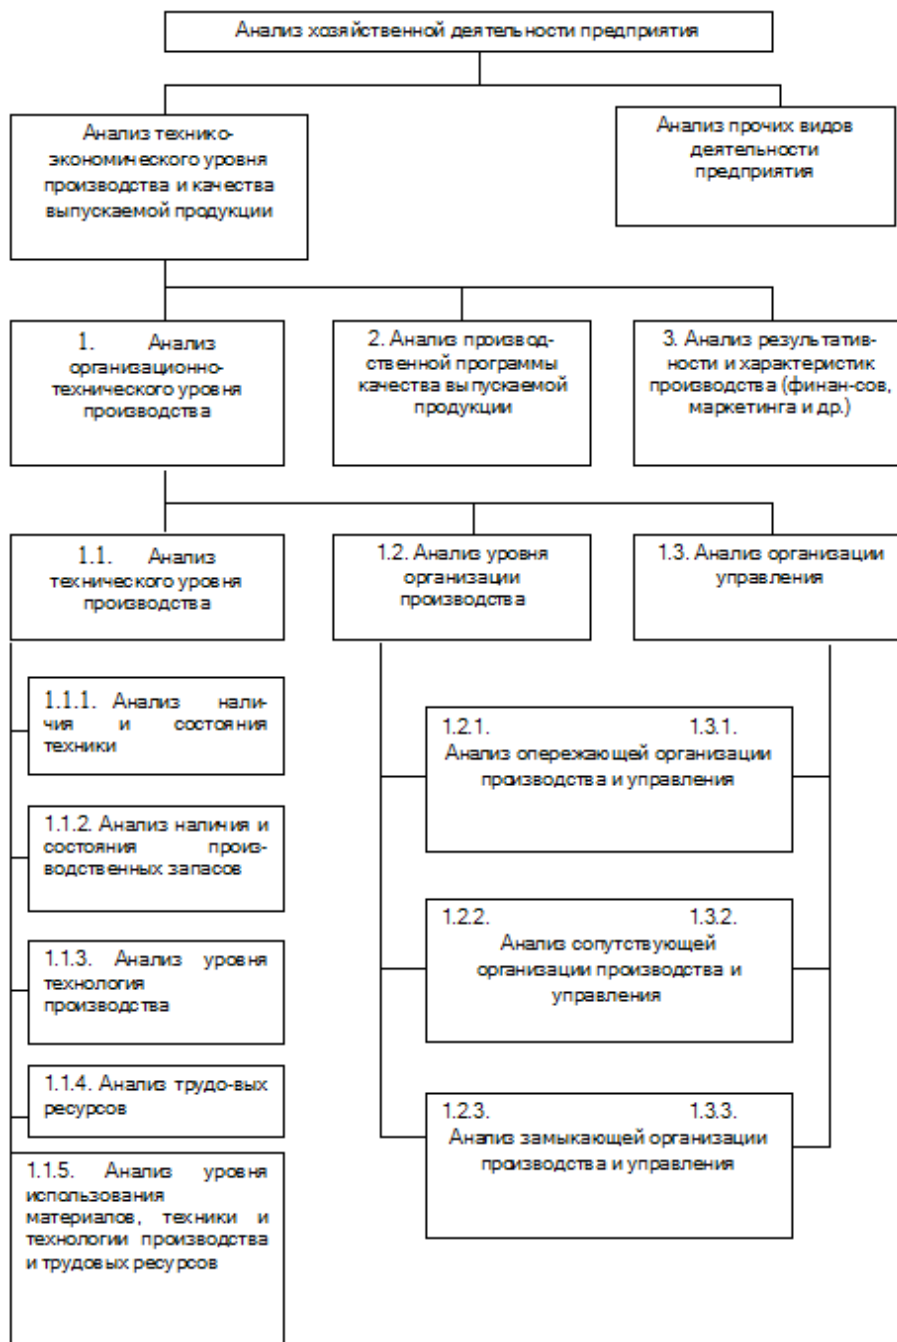 Анализ хозяйственной деятельности предприятия
Анализ технико-
экономического уровня
производства и качества
выпускаемой продукции
Анализ прочих видов
деятельности
предприятия
1. Анализ
организационно-
технического уровня
производства
2. Анализ производ-
ственной программы
качества выпускаемой
продукции
3. Анализ результатив-
ности и характеристик
производства (финан-сов,
маркетинга и др.)
1.1. Анализ
технического уровня
производства
1.2. Анализ уровня
организации
производства
1.3. Анализ организации
управления
1.1.1. Анализ нали-
чия и состояния
техники
1.1.2. Анализ наличия и
состояния произ-
водственных запасов
1.1.3. Анализ уровня
технология
производства
1.1.4. Анализ трудо-вых
ресурсов
1.1.5. Анализ уровня
использования
материалов, техники и
технологии производства
и трудовых ресурсов
1.2.1. 1.3.1.
Анализ опережающей организации
производства и управления
1.2.2. 1.3.2.
Анализ сопутствующей
организации производства и
управления
1.2.3. 1.3.3.
Анализ замыкающей организации
производства и управления